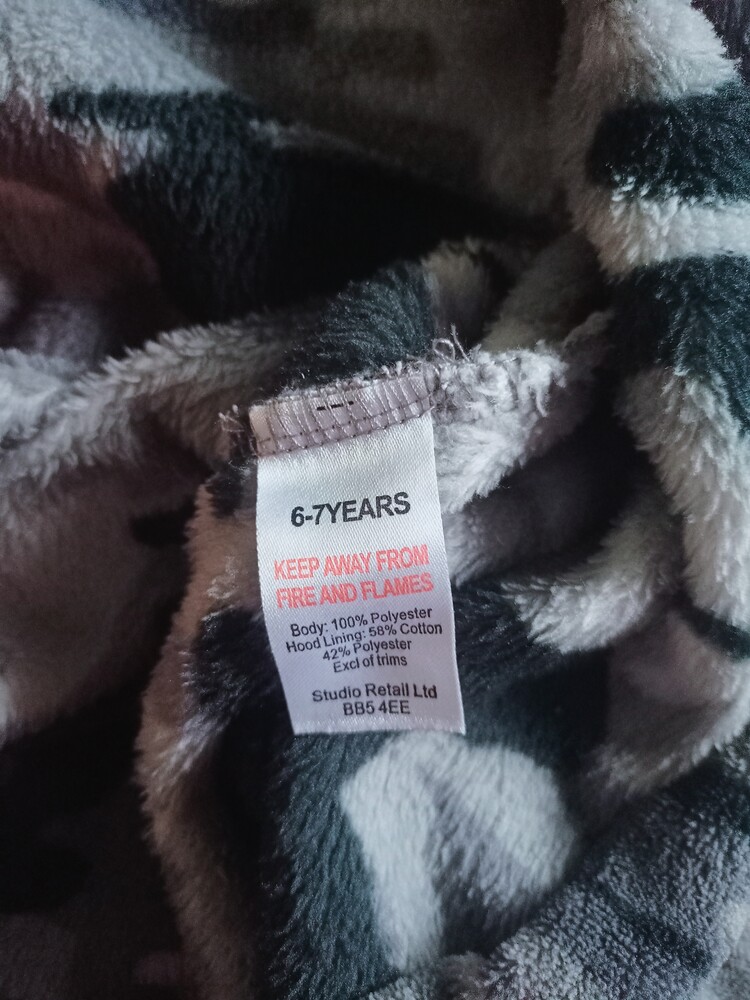 6-7YEARS
KEEP AWAY FROM
FIRE AND FLAMES
Body: 100% Polyester
Hood Lining: 58% Cotton
42% Polyester
Excl of trims
Studio Retail Ltd
BB5 4EE